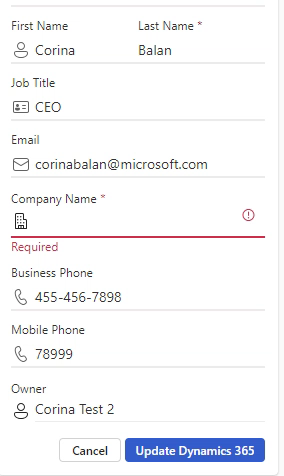 First Name Last Name *
Corina Balan
Job Title
CEO
Email
corinabalan@microsoft.com
Company Name *
Required
Business Phone
455-456-7898
Mobile Phone
78999
Owner
Corina Test 2
Cancel Update Dynamics 365